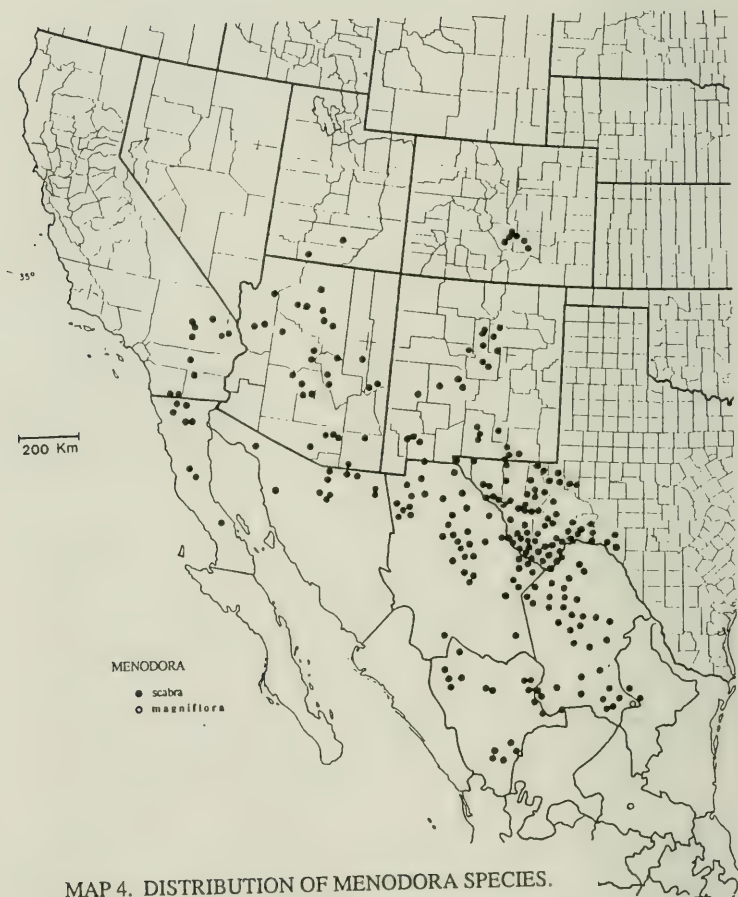 35°
200 Km
MENODORA
● scabra
○ magniflora
MAP 4. DISTRIBUTION OF MENODORA SPECIES.